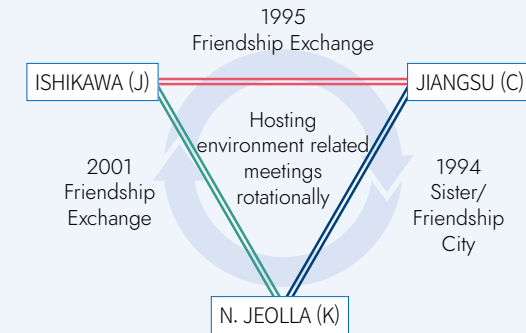 1995
Friendship Exchange
ISHIKAWA (J)
JIANGSU (C)
Hosting
environment related
meetings
rotationally
2001
Friendship
Exchange
1994
Sister/
Friendship
City
N. JEOLLA (K)